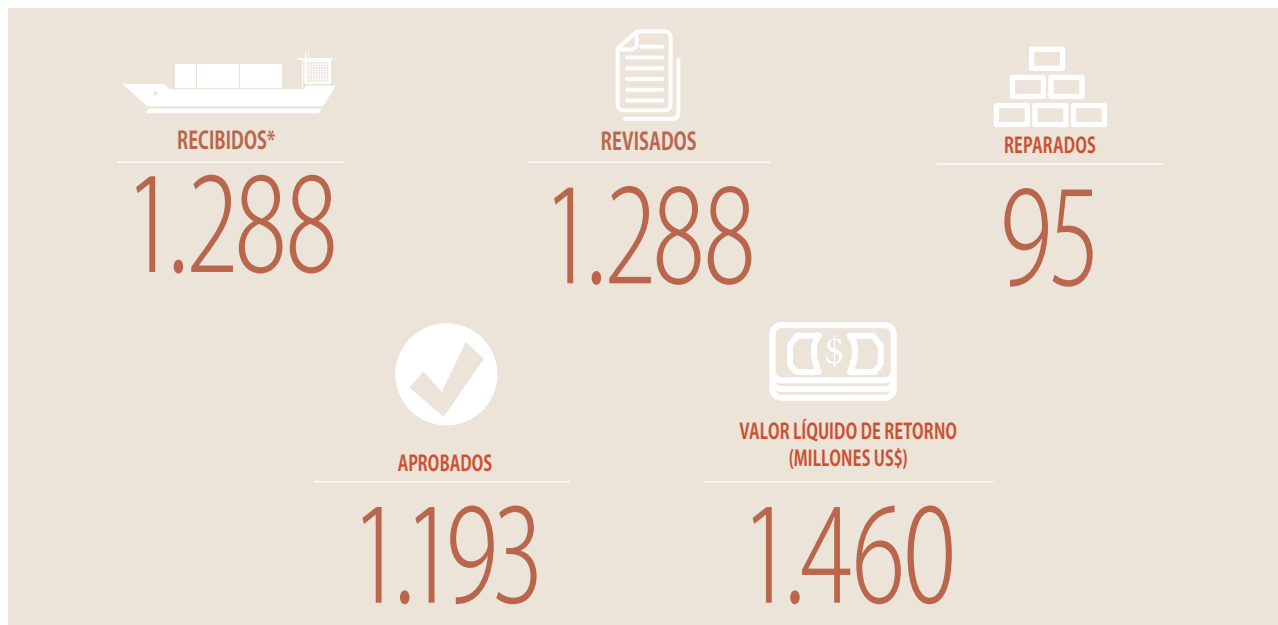 RECIBIDOS*
1.288
REVISADOS
1.288
REPARADOS
95
APROBADOS
1.193
$
VALOR LÍQUIDO DE RETORNO
(MILLONES US$)
1.460